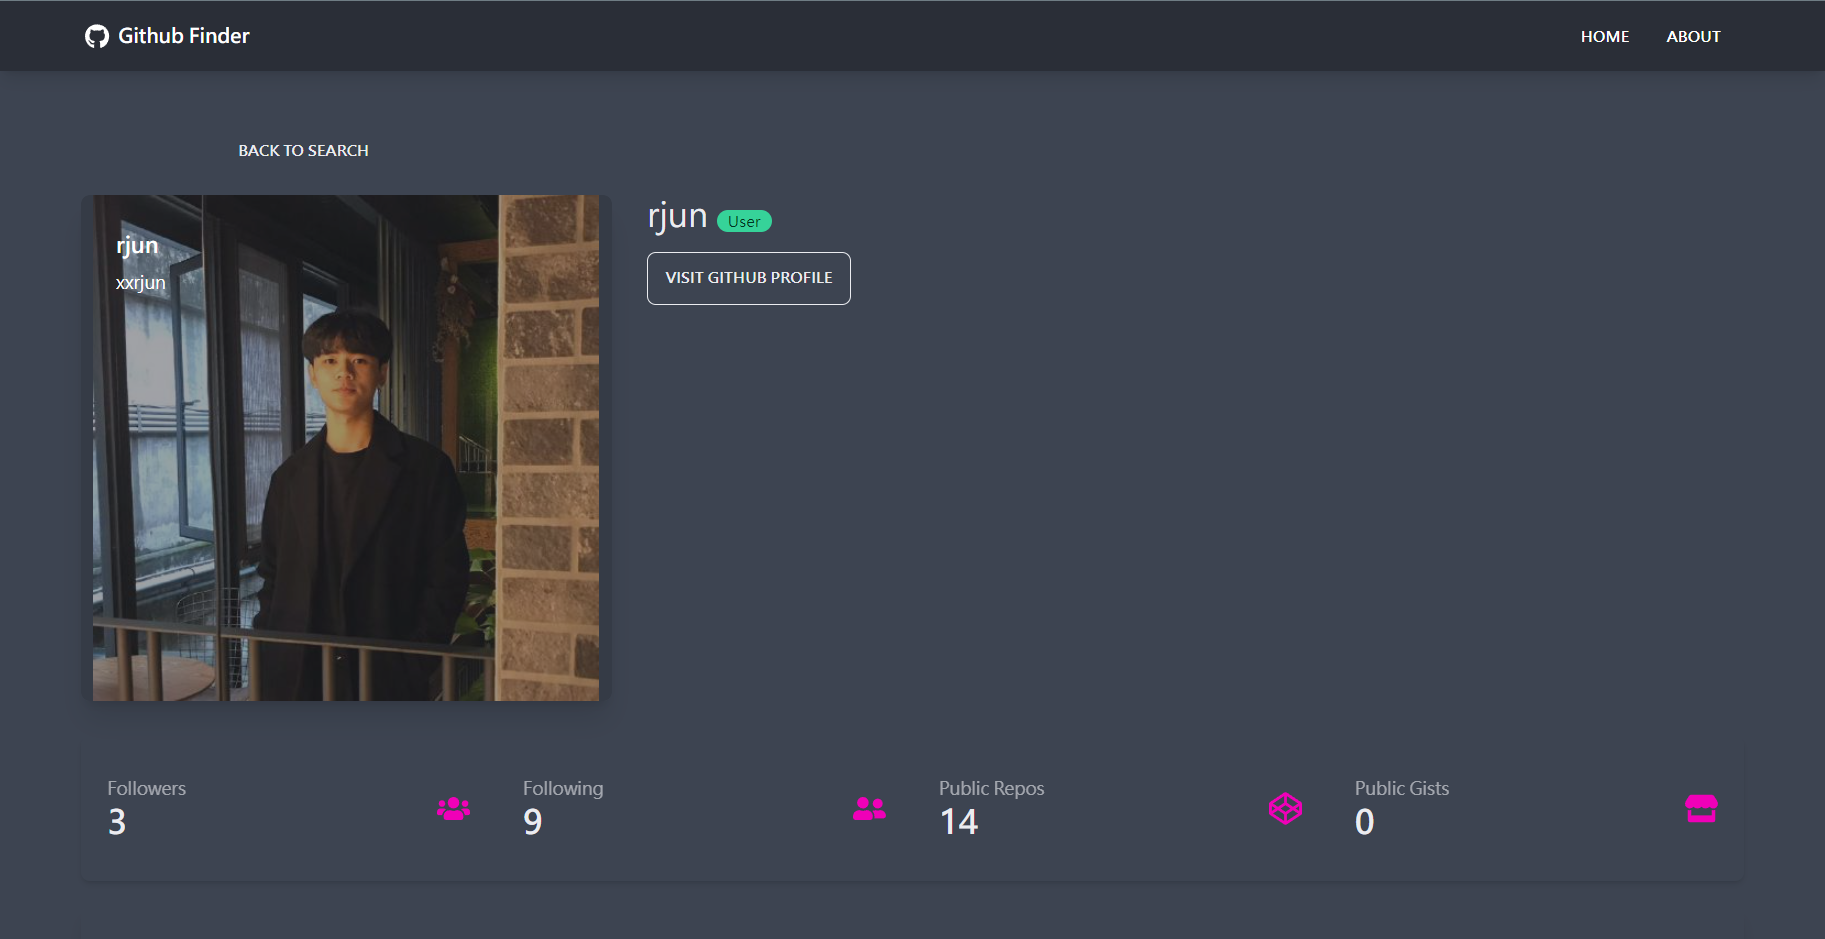 Github Finder
HOME
ABOUT
BACK TO SEARCH
rjun
xxrjun
rjun User
VISIT GITHUB PROFILE
Followers
3
Following
9
Public Repos
14
Public Gists
0